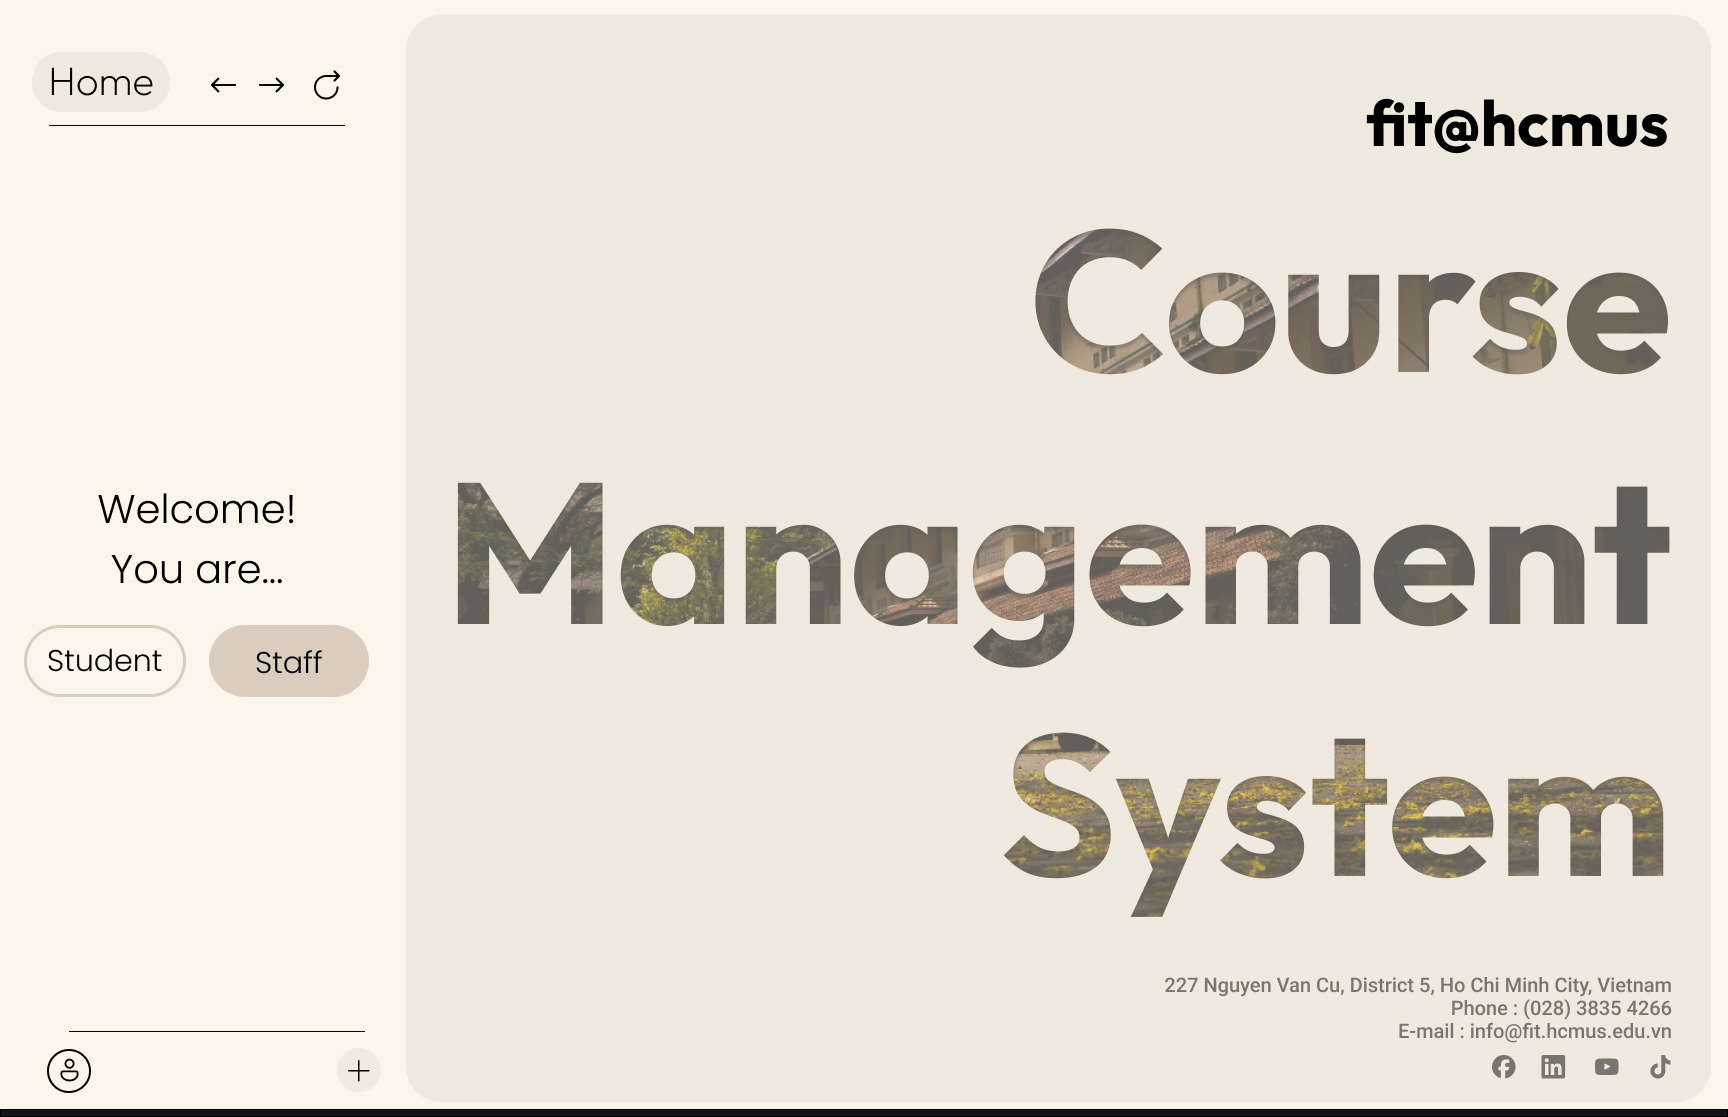 Home
Welcome!
You are...
Student
Staff
fit@hcmus
Course
Management
System
227 Nguyen Van Cu, District 5, Ho Chi Minh City, Vietnam
Phone : (028) 3835 4266
E-mail : info@fit.hcmus.edu.vn